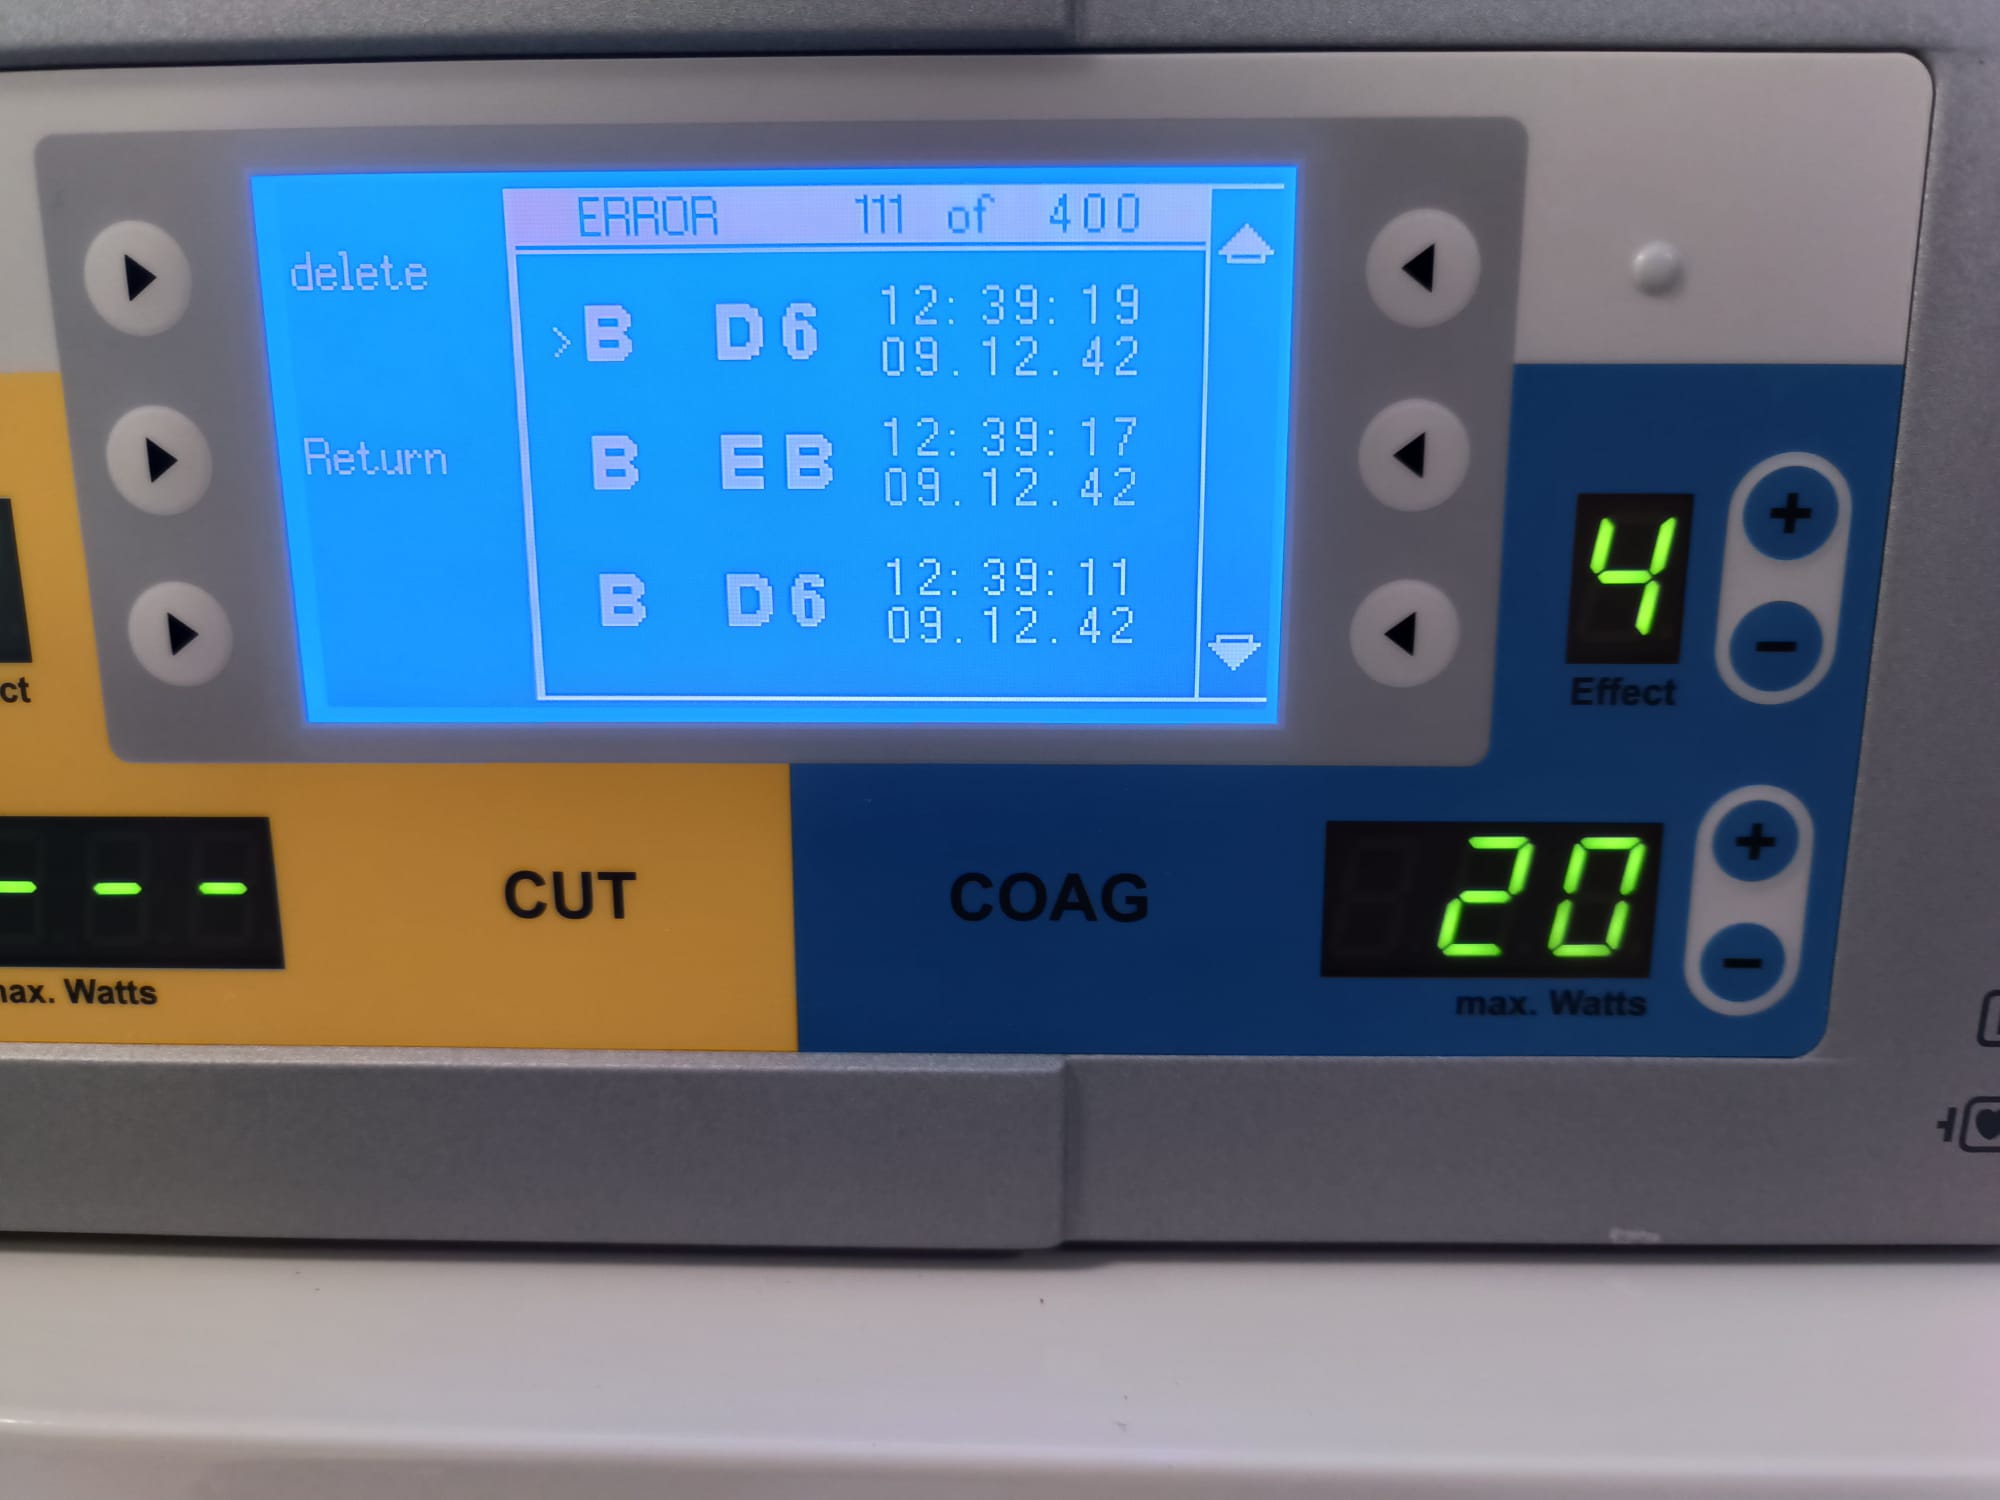 ERROR 111 of 400
delete
>B D6 12:39:19
09.12.42
Return
B EB 12:39:17
09.12.42
B D6 12:39:11
09.12.42
4
+
-
ct
Effect
- - -
CUT
COAG
20
+
-
max. Watts
max. Watts